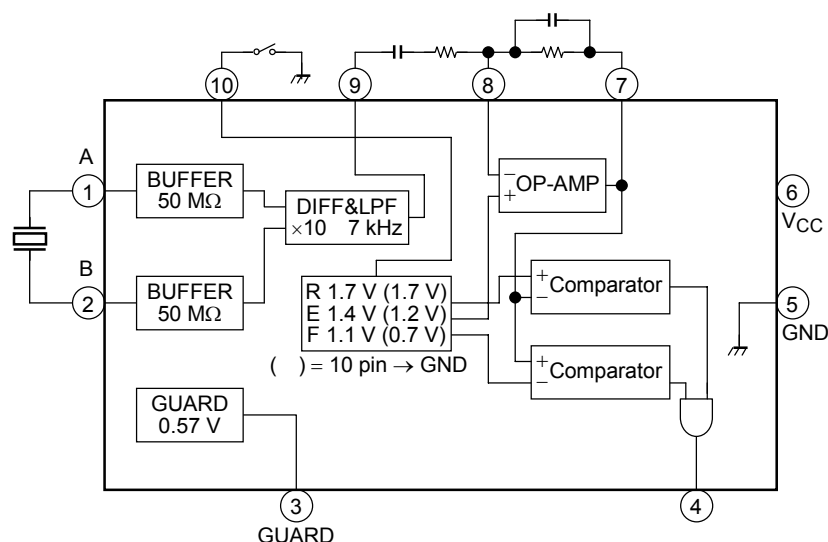 10
9
8
7
A
1
BUFFER
50 MΩ
DIFF&LPF
×10 7 kHz
−
+
OP-AMP
6
VCC
B
2
BUFFER
50 MΩ
R 1.7 V (1.7 V)
E 1.4 V (1.2 V)
F 1.1 V (0.7 V)
( ) = 10 pin → GND
+
−
Comparator
5
GND
+
−
Comparator
GUARD
0.57 V
3
GUARD
4